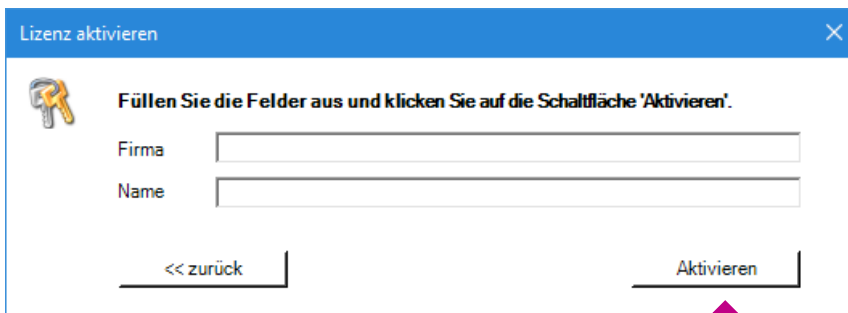 Lizenz aktivieren
Füllen Sie die Felder aus und klicken Sie auf die Schaltfläche 'Aktivieren'.
Firma
Name
<< zurück
Aktivieren